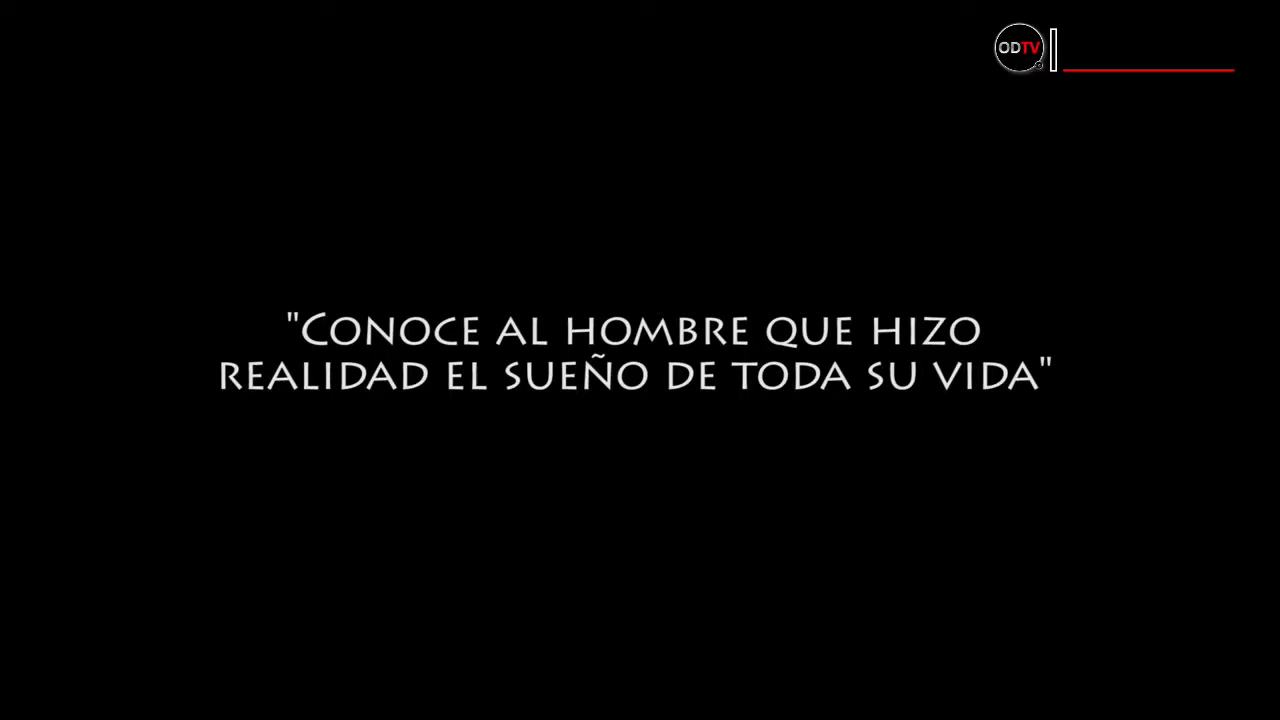 ODTV
"Conoce al hombre que hizo
realidad el sueño de toda su vida"